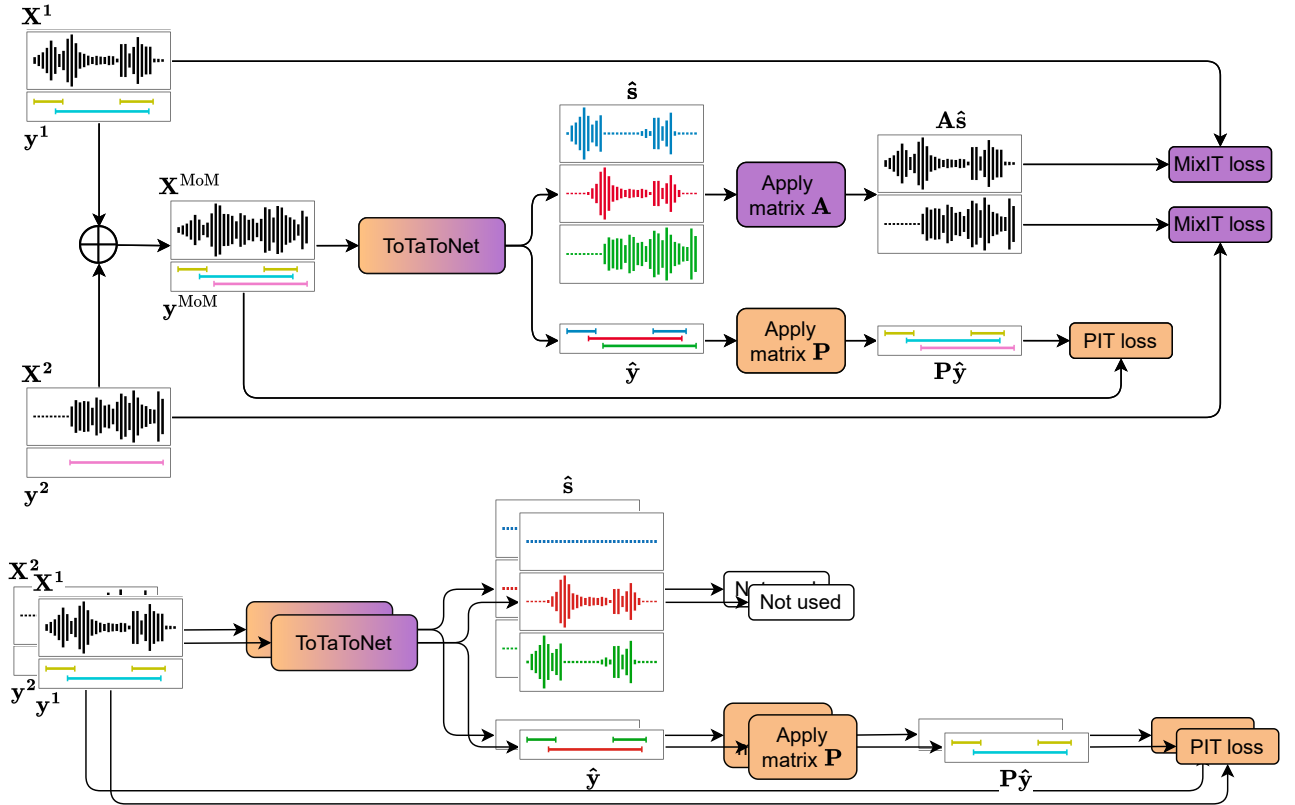 X¹
y¹
X^MoM
y^MoM
ToTaToNet
ŝ
Apply
matrix A
Aŝ
MixIT loss
MixIT loss
ŷ
Apply
matrix P
Pŷ
PIT loss
X²
y²
ŝ
X²
X¹
y²
y¹
ToTaToNet
Not used
ŷ
Apply
matrix P
Pŷ
PIT loss